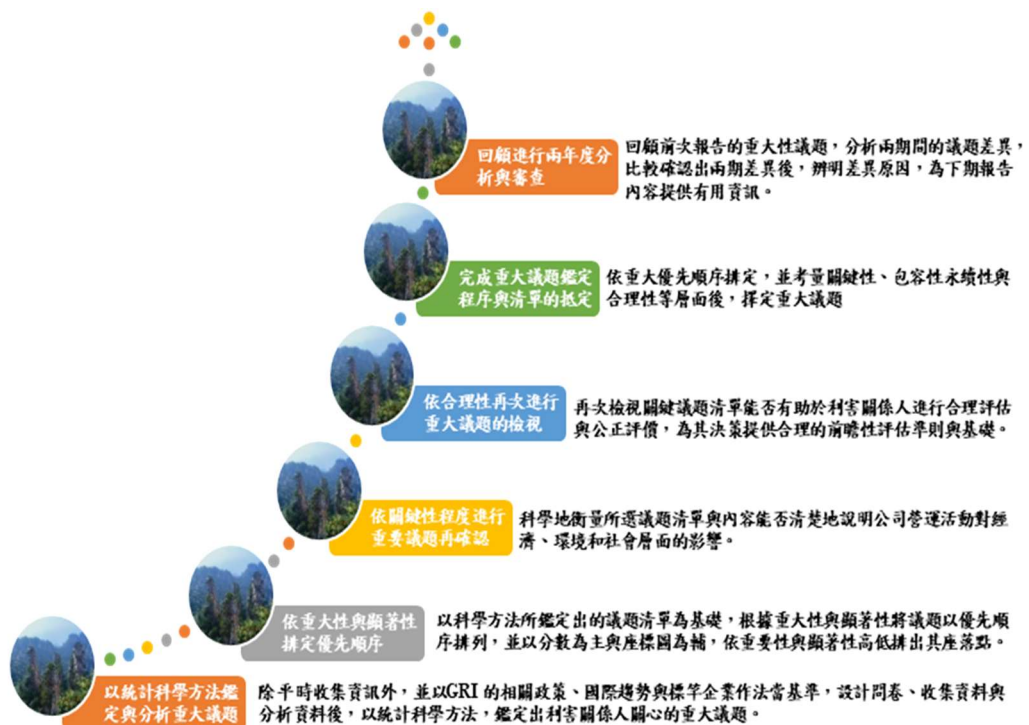 回顧進行兩年度分
析與審查
回顧前次報告的重大性議題，分析兩期間的議題差異，
比較確認出兩期差異後，辨明差異原因，為下期報告
內容提供有用資訊。
完成重大議題鑑定
程序與清單的抵定
依重大優先順序排定，並考量關鍵性、包容性永續性與
合理性等層面後，擇定重大議題
依合理性再次進行
重大議題的檢視
再次檢視關鍵議題清單能否有助於利害關係人進行合理評估
與公正評價，為其決策提供合理的前瞻性評估準則與基礎。
依關鍵性程度進行
重要議題再確認
科學地衡量所選議題清單與內容能否清楚地說明公司營運活動對經
濟、環境和社會層面的影響。
依重大性與顯著性
排定優先順序
以科學方法所鑑定出的議題清單為基礎，根據重大性與顯著性將議題以優先順
序排列，並以分數為主與座標圖為輔，依重要性與顯著性高低排出其座落點。
以統計科學方法鑑
定與分析重大議題
除平時收集資訊外，並以GRI 的相關政策、國際趨勢與標竿企業作法當基準，設計問卷、收集資料與
分析資料後，以統計科學方法，鑑定出利害關係人關心的重大議題。